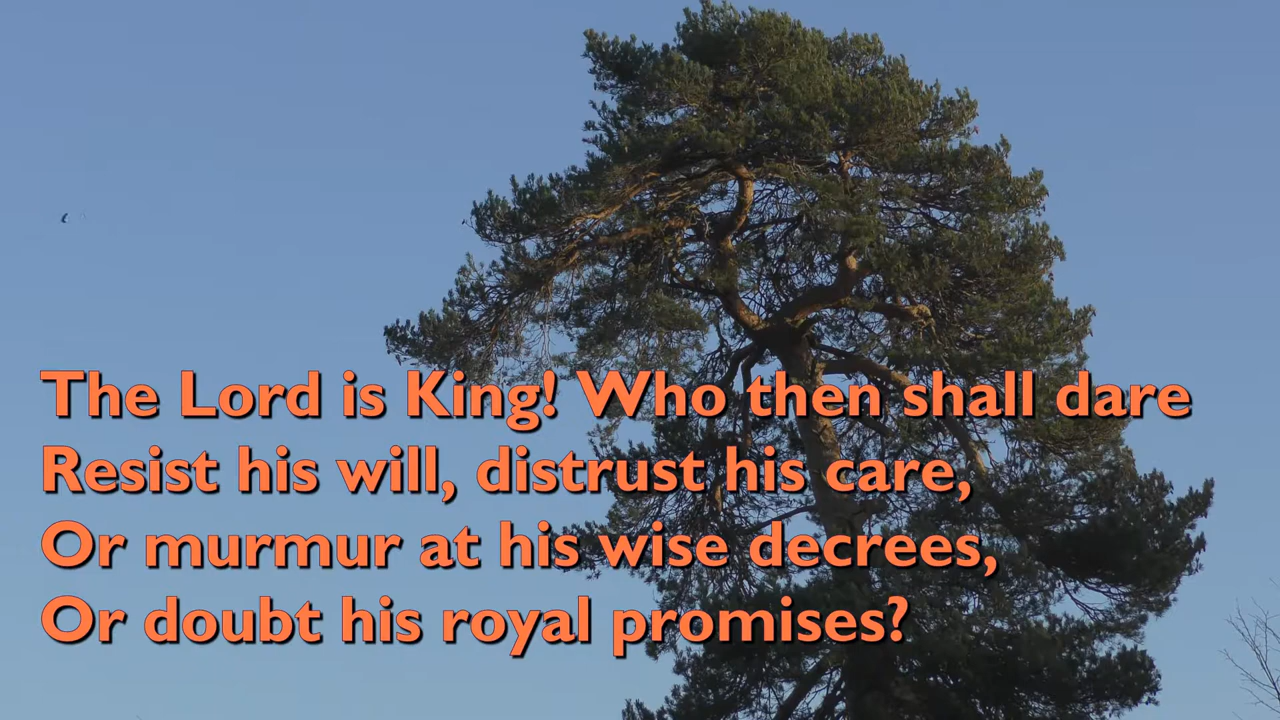 The Lord is King! Who then shall dare
Resist his will, distrust his care,
Or murmur at his wise decrees,
Or doubt his royal promises?